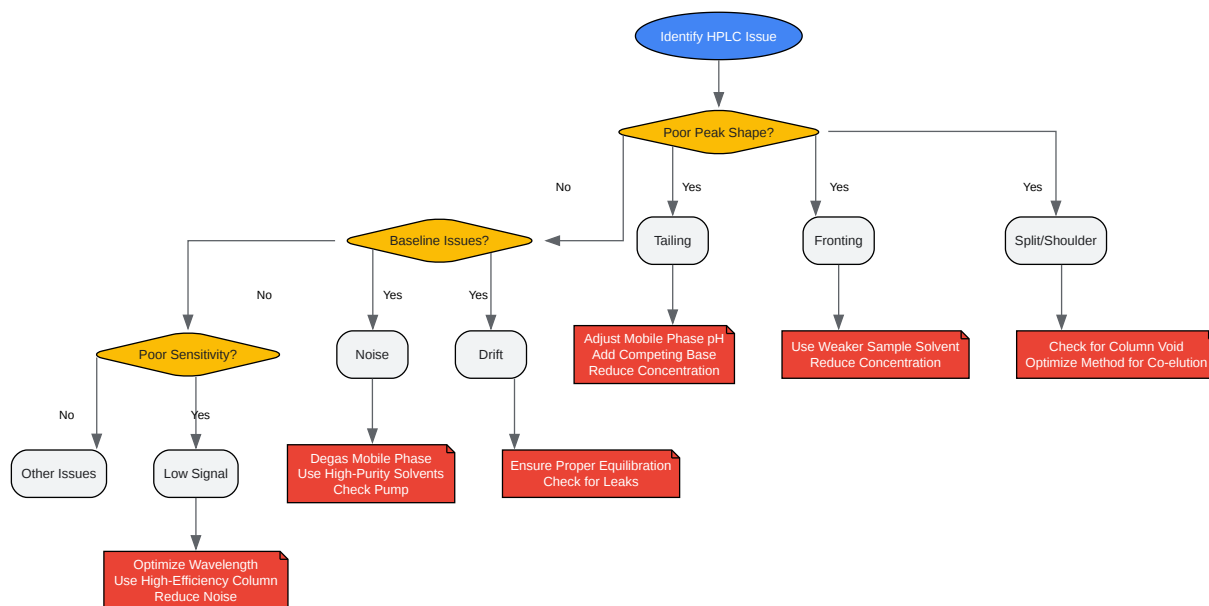 Identify HPLC Issue
Poor Peak Shape?
No
Yes
Yes
Yes
Baseline Issues?
Tailing
Fronting
Split/Shoulder
No
Yes
Yes
Poor Sensitivity?
Noise
Drift
Adjust Mobile Phase pH
Add Competing Base
Reduce Concentration
Use Weaker Sample Solvent
Reduce Concentration
Check for Column Void
Optimize Method for Co-elution
No
Yes
Other Issues
Low Signal
Degas Mobile Phase
Use High-Purity Solvents
Check Pump
Ensure Proper Equilibration
Check for Leaks
Optimize Wavelength
Use High-Efficiency Column
Reduce Noise